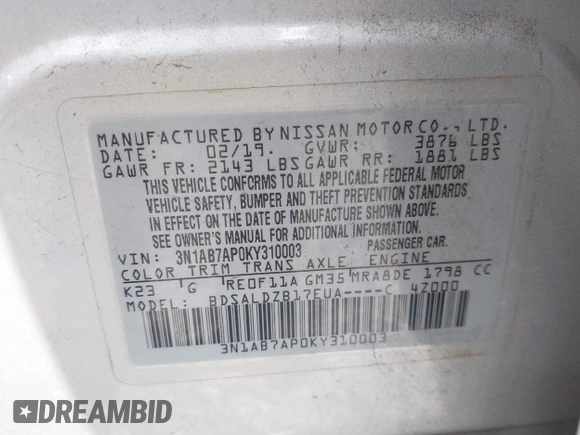 MANUFACTURED BY NISSAN MOTOR CO., LTD.
DATE: 02/19. GVWR: 3876 LBS
GAWR FR: 2143 LBS GAWR RR: 1881 LBS
THIS VEHICLE CONFORMS TO ALL APPLICABLE FEDERAL MOTOR
VEHICLE SAFETY, BUMPER AND THEFT PREVENTION STANDARDS
IN EFFECT ON THE DATE OF MANUFACTURE SHOWN ABOVE.
SEE OWNER'S MANUAL FOR ADDITIONAL INFORMATION.
VIN: 3N1AB7AP0KY310003 PASSENGER CAR.
COLOR TRIM TRANS AXLE ENGINE
K23 G RE0F11A GM35 MRA8DE 1798 CC
MODEL: BDSALDZB17EUA----C 4Z000
3N1AB7AP0KY310003
DREAMBID